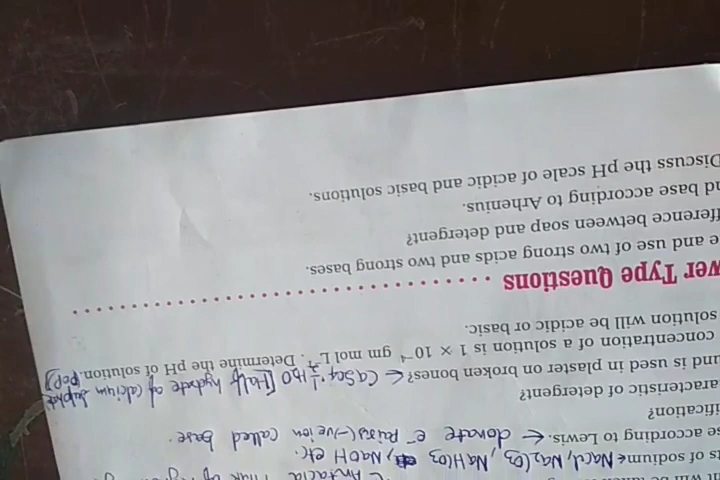 ts of sodium ← NaCl, Na2CO3, NaHCO3, NaOH etc.
se according to Lewis. ← donate e⁻ pairs/-ve ion called base.
ification?
aracteristic of detergent?
und is used in plaster on broken bones? ← CaSO4·½H2O [Half hydrate of calcium sulphate (POP)]
concentration of a solution is 1 × 10⁻⁴ gm mol L⁻¹. Determine the pH of solution.
solution will be acidic or basic.
wer Type Questions
e and use of two strong acids and two strong bases.
fference between soap and detergent?
nd base according to Arhenius.
Discuss the pH scale of acidic and basic solutions.